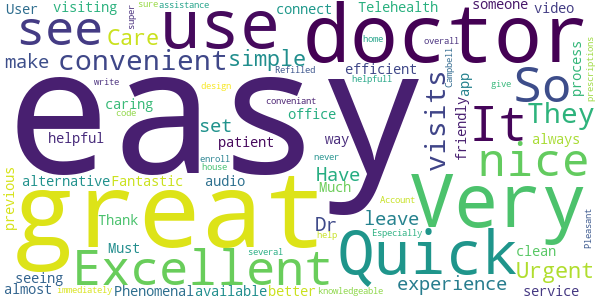 User
visiting
super
sure
assistance
connect
Telehealth
someone
video
see
use
doctor
Care
home
overall
make
convenient
simple
efficient
Campbell
app
process
prescriptions
Refilled
helpfull
So
write
conveniant
design
give
easy
caring
code
office
visits
friendly
It
They
helpful
set
patient
way
always
enroll
never
house
nice
previous
alternative
Fantastic
audio
Have
great
Very
Much
Thank
Dr
leave
Account
Pleasant
Must
several
help
Especially
clean
Excellent
Quick
Urgent
seeing
experience
almost
immediately
Phenomenal
available
better
knowledgeable
service